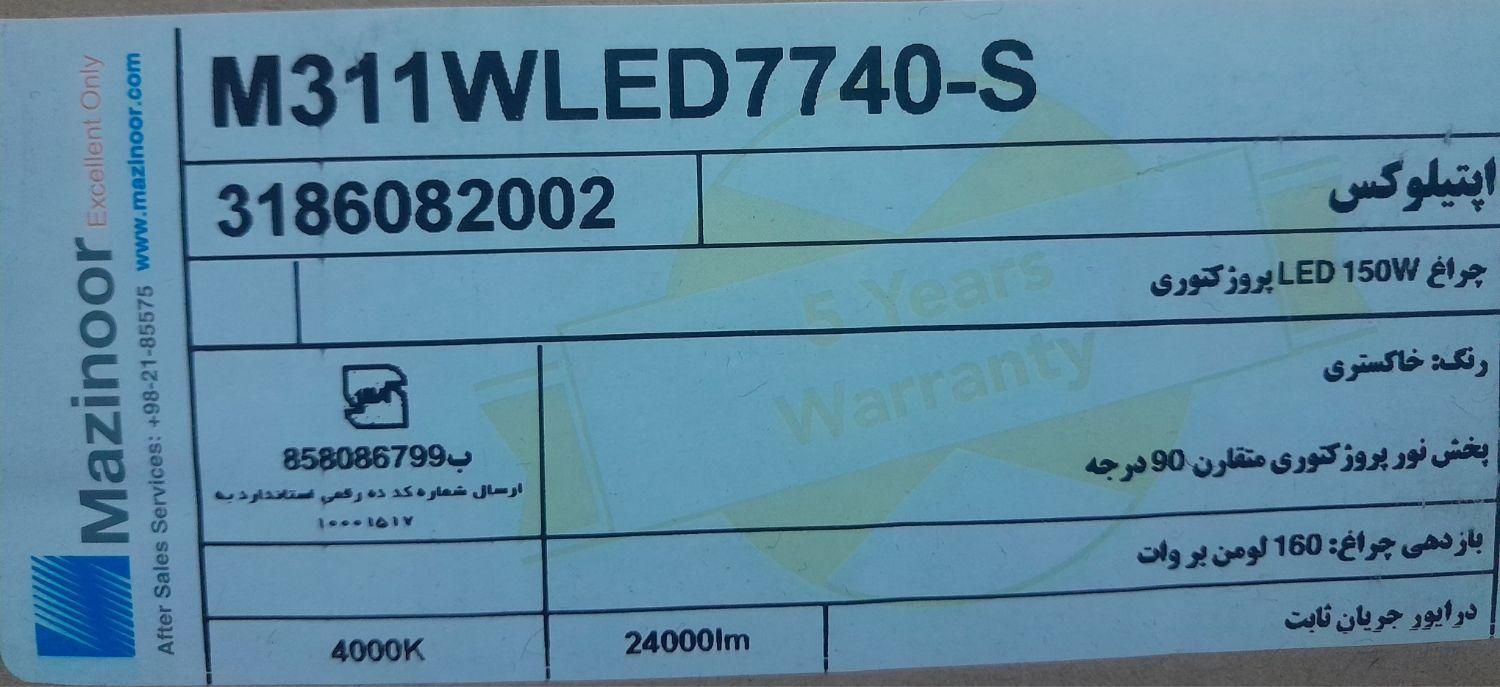 M311WLED7740-S
3186082002
اپتیلوکس
چراغ LED 150W پروژکتوری
رنگ: خاکستری
پخش نور پروژکتوری متقارن 90 درجه
بازدهی چراغ: 160 لومن بر وات
درایور جریان ثابت
858086799ب
ارسال شماره کد ده رقمی استاندارد به
۱۰۰۰۱۵۱۷
4000K
24000lm
5 Years
Warranty
Mazinoor Excellent Only
After Sales Services: +98-21-85575 www.mazinoor.com